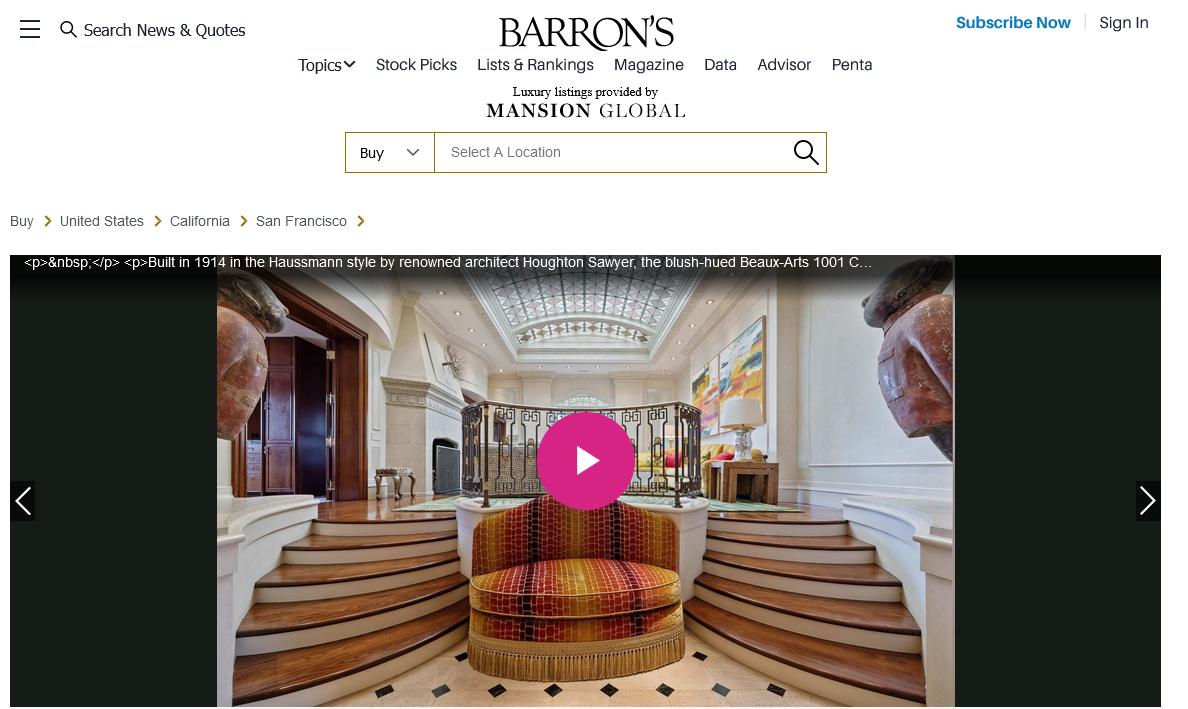 Search News & Quotes
BARRON'S
Subscribe Now
Sign In
Topics
Stock Picks
Lists & Rankings
Magazine
Data
Advisor
Penta
Luxury listings provided by
MANSION GLOBAL
Buy
Select A Location
Buy
United States
California
San Francisco
<p>&nbsp;</p> <p>Built in 1914 in the Haussmann style by renowned architect Houghton Sawyer, the blush-hued Beaux-Arts 1001 C…